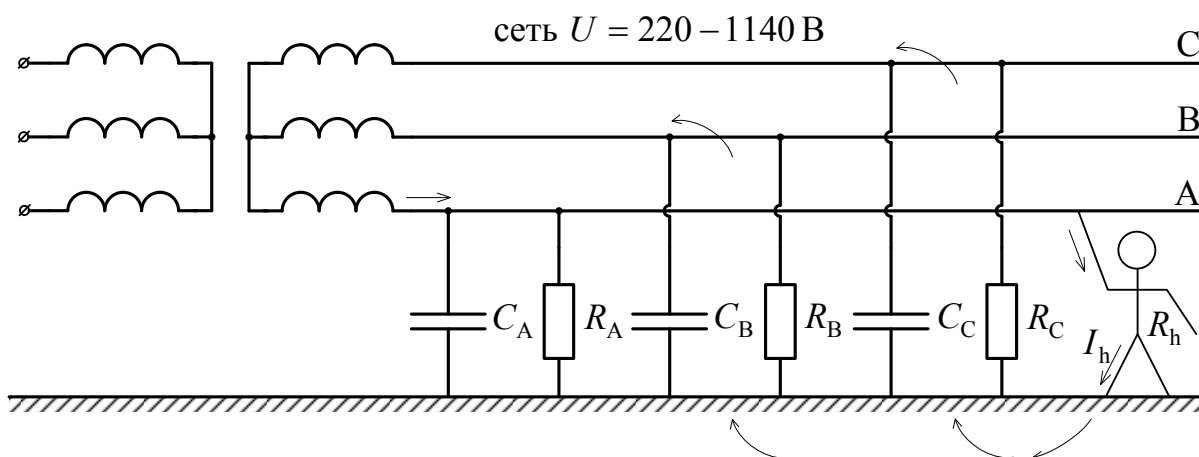 сеть U = 220 – 1140 В
C
B
A
C_A
R_A
C_B
R_B
C_C
R_C
I_h
R_h